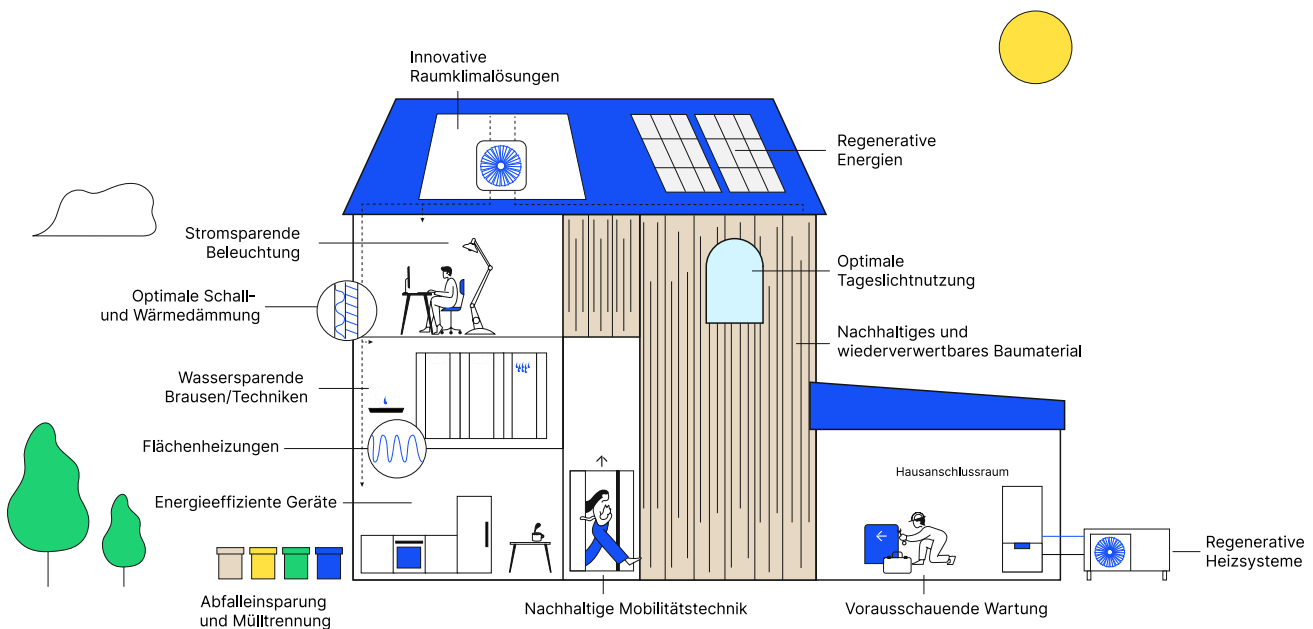 Innovative
Raumklimalösungen
Regenerative
Energien
Stromsparende
Beleuchtung
Optimale
Tageslichtnutzung
Optimale Schall-
und Wärmedämmung
Nachhaltiges und
wiederverwertbares Baumaterial
Wassersparende
Brausen/Techniken
Flächenheizungen
Hausanschlussraum
Energieeffiziente Geräte
Regenerative
Heizsysteme
Abfalleinsparung
und Mülltrennung
Nachhaltige Mobilitätstechnik
Vorausschauende Wartung